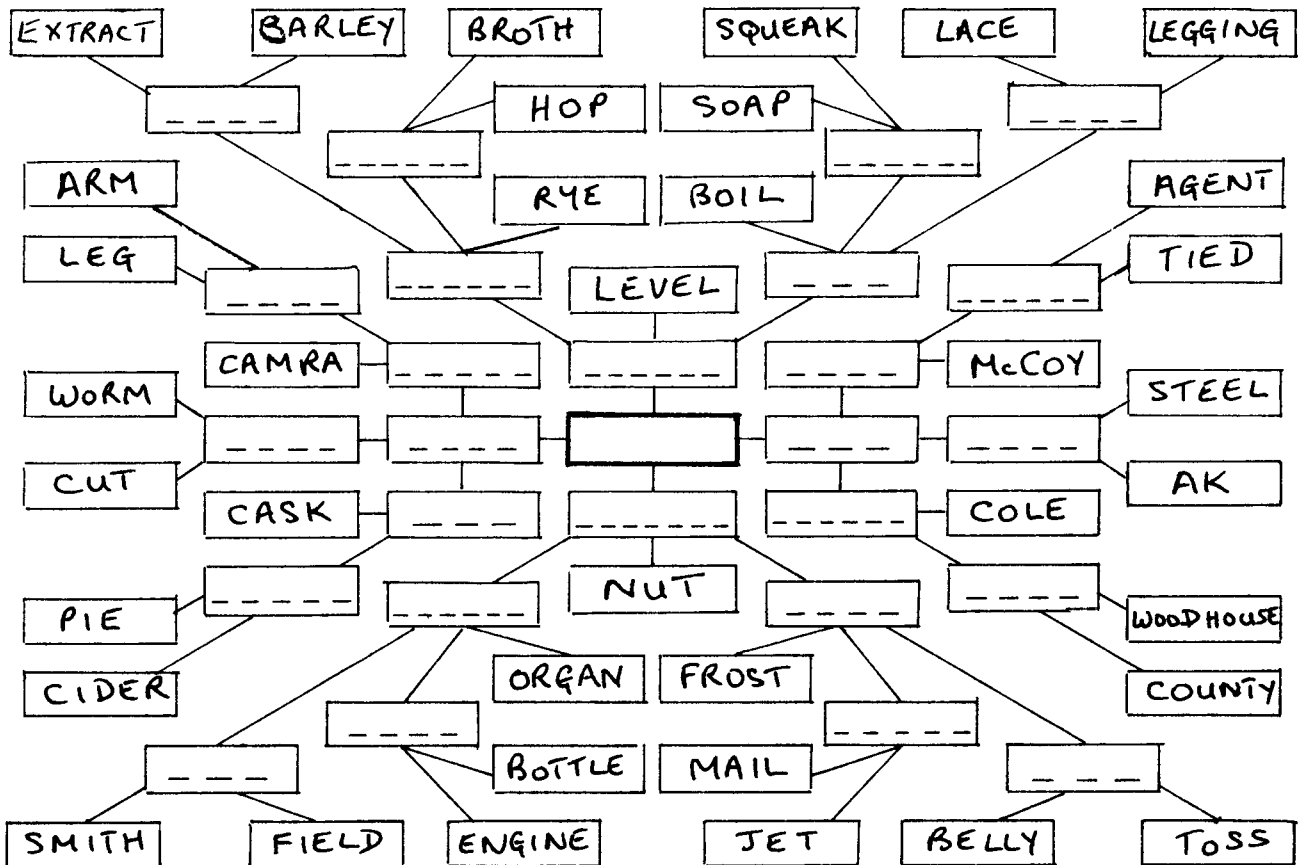 EXTRACT BARLEY BROTH SQUEAK LACE LEGGING
HOP SOAP
ARM RYE BOIL AGENT
LEG TIED
LEVEL
CAMRA McCOY
WORM STEEL
CUT AK
CASK COLE
NUT
PIE WOODHOUSE
CIDER ORGAN FROST COUNTY
BOTTLE MAIL
SMITH FIELD ENGINE JET BELLY TOSS